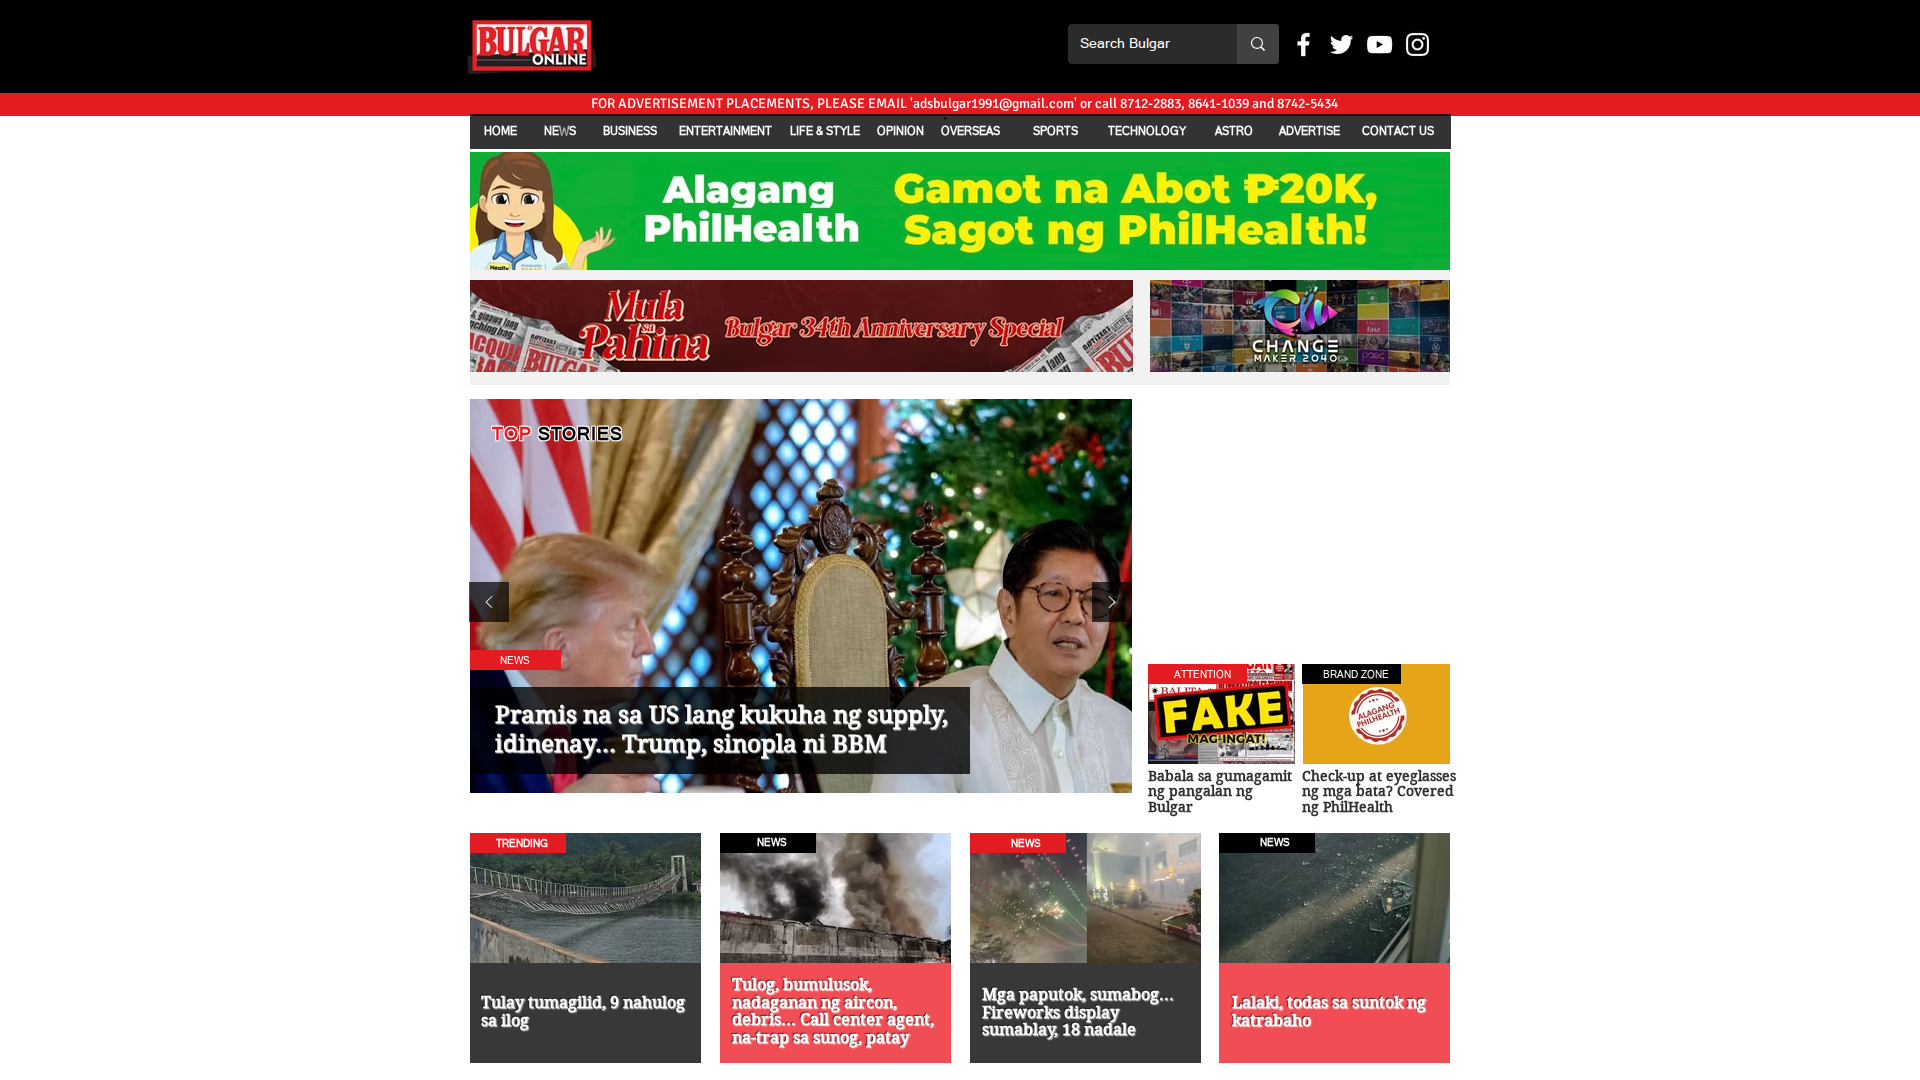 BULGAR
ONLINE
Search Bulgar
FOR ADVERTISEMENT PLACEMENTS, PLEASE EMAIL 'adsbulgar1991@gmail.com' or call 8712-2883, 8641-1039 and 8742-5434
HOME NEWS BUSINESS ENTERTAINMENT LIFE & STYLE OPINION OVERSEAS SPORTS TECHNOLOGY ASTRO ADVERTISE CONTACT US
Alagang
PhilHealth
Gamot na Abot ₱20K,
Sagot ng PhilHealth!
Mula
sa
Pahina
Bulgar 34th Anniversary Special
CHANGE
MAKER 2040
TOP STORIES
NEWS
Pramis na sa US lang kukuha ng supply,
idinenay... Trump, sinopla ni BBM
ATTENTION
FAKE
MAG-INGAT!
Babala sa gumagamit
ng pangalan ng
Bulgar
BRAND ZONE
ALAGANG
PHILHEALTH
Check-up at eyeglasses
ng mga bata? Covered
ng PhilHealth
TRENDING
Tulay tumagilid, 9 nahulog
sa ilog
NEWS
Tulog, bumulusok,
nadaganan ng aircon,
debris... Call center agent,
na-trap sa sunog, patay
NEWS
Mga paputok, sumabog...
Fireworks display
sumablay, 18 nadale
NEWS
Lalaki, todas sa suntok ng
katrabaho